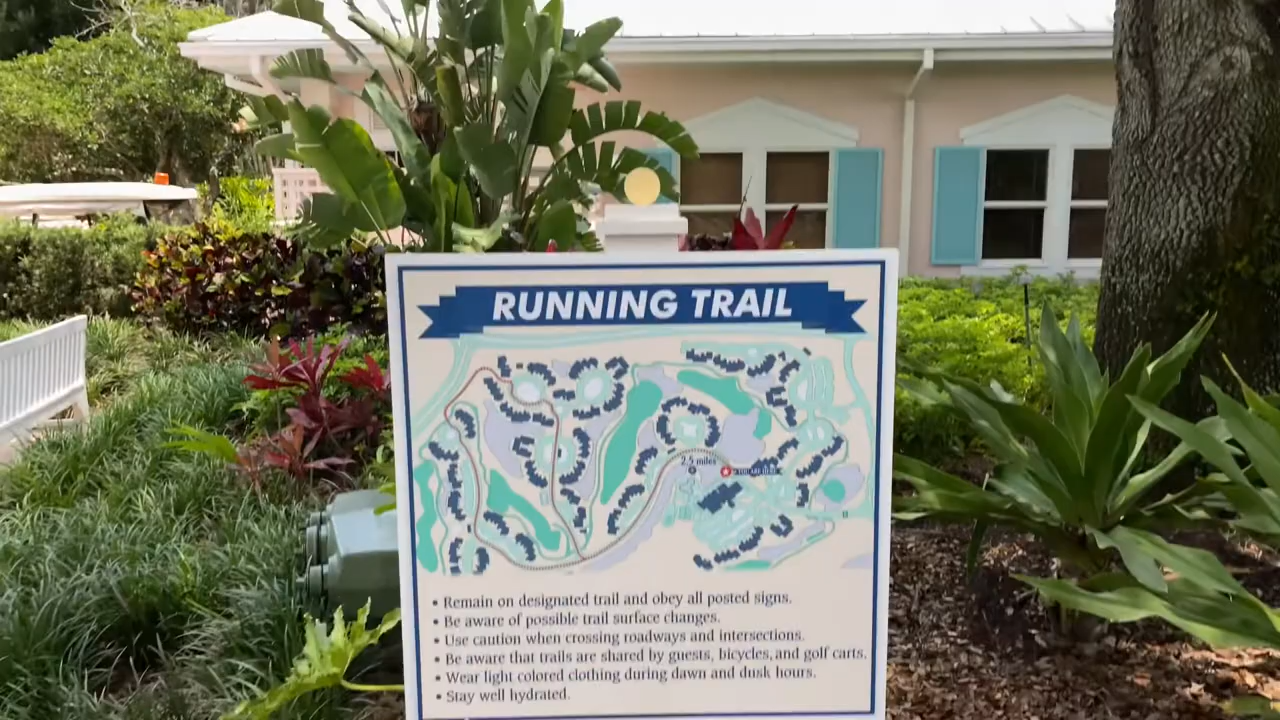 RUNNING TRAIL
2.5 miles
YOU ARE HERE
• Remain on designated trail and obey all posted signs.
• Be aware of possible trail surface changes.
• Use caution when crossing roadways and intersections.
• Be aware that trails are shared by guests, bicycles, and golf carts.
• Wear light colored clothing during dawn and dusk hours.
• Stay well hydrated.